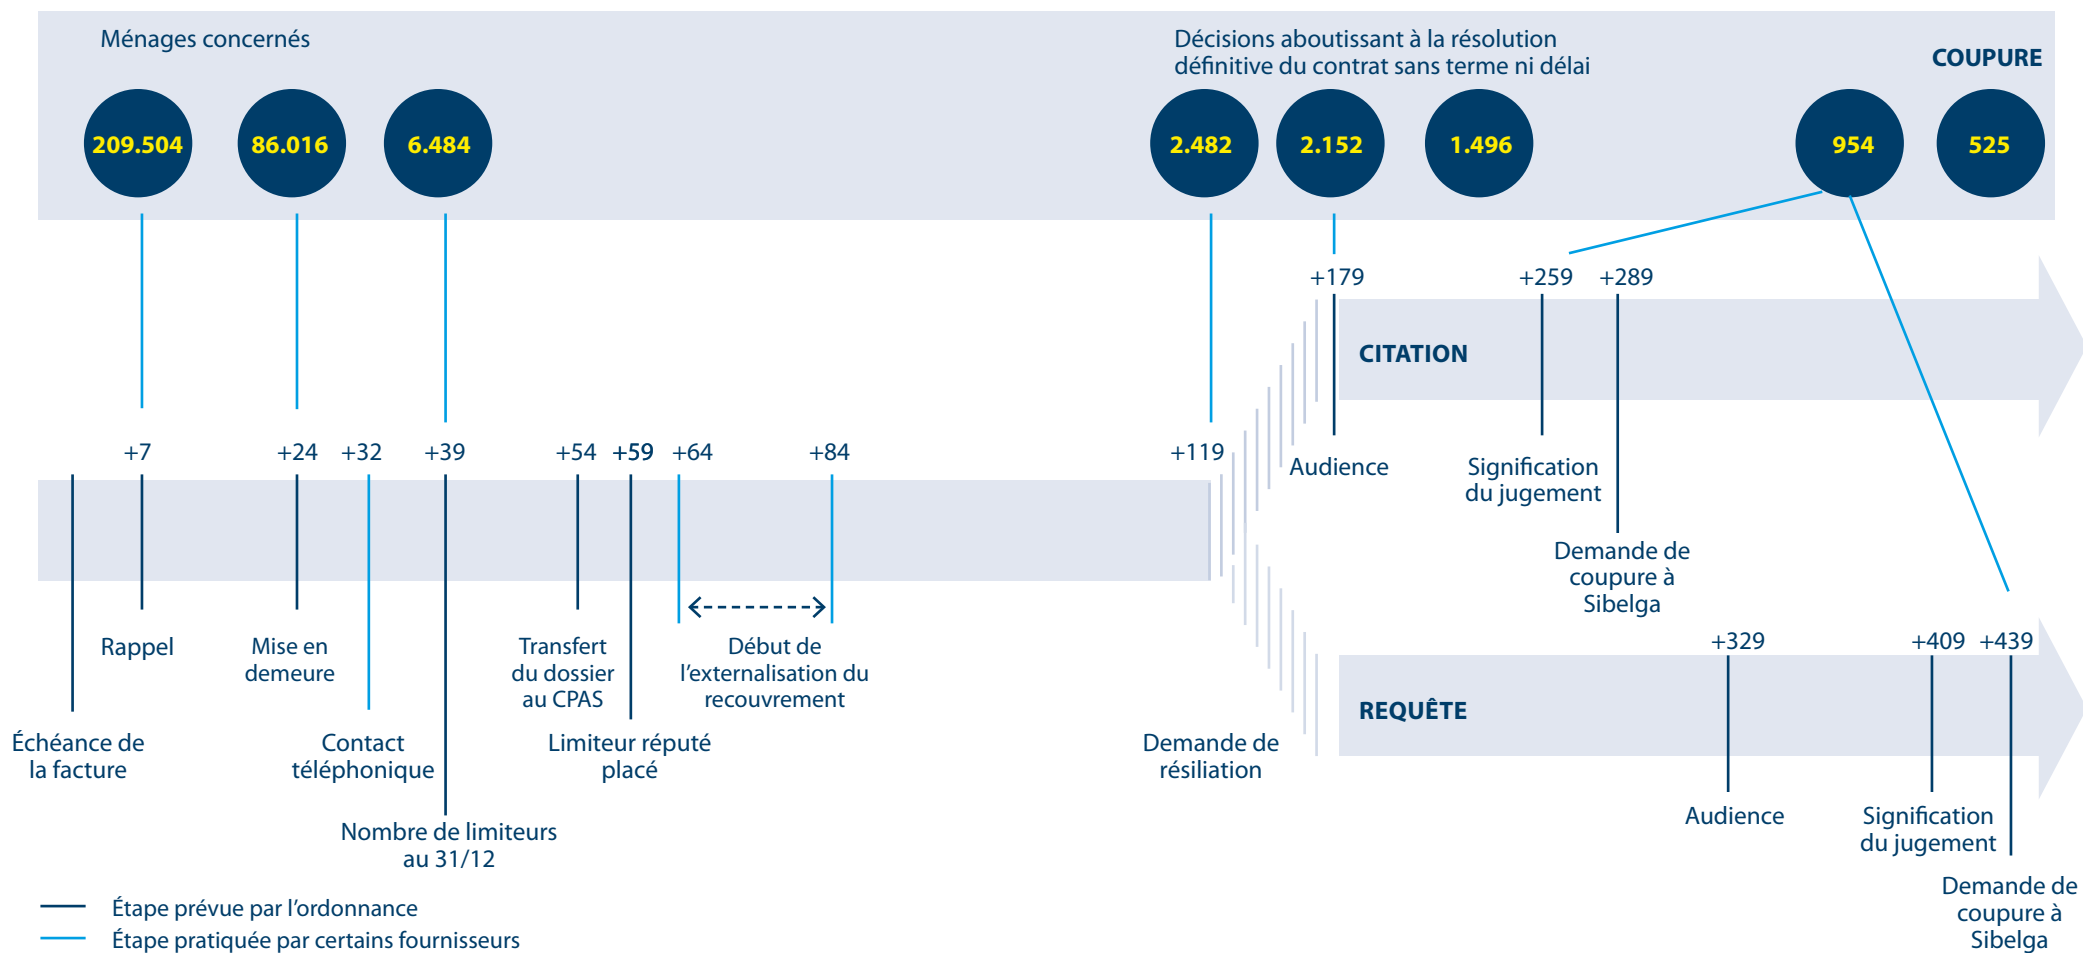 Ménages concernés
Décisions aboutissant à la résolution
définitive du contrat sans terme ni délai
COUPURE
209.504
86.016
6.484
2.482
2.152
1.496
954
525
+179
+259
+289
CITATION
Audience
Signification
du jugement
Demande de
coupure à
Sibelga
+7
+24
+32
+39
+54
+59
+64
+84
+119
Rappel
Mise en
demeure
Transfert
du dossier
au CPAS
Début de
l'externalisation du
recouvrement
Échéance de
la facture
Contact
téléphonique
Limiteur réputé
placé
Demande de
résiliation
Nombre de limiteurs
au 31/12
+329
+409
+439
REQUÊTE
Audience
Signification
du jugement
Demande de
coupure à
Sibelga
Étape prévue par l'ordonnance
Étape pratiquée par certains fournisseurs